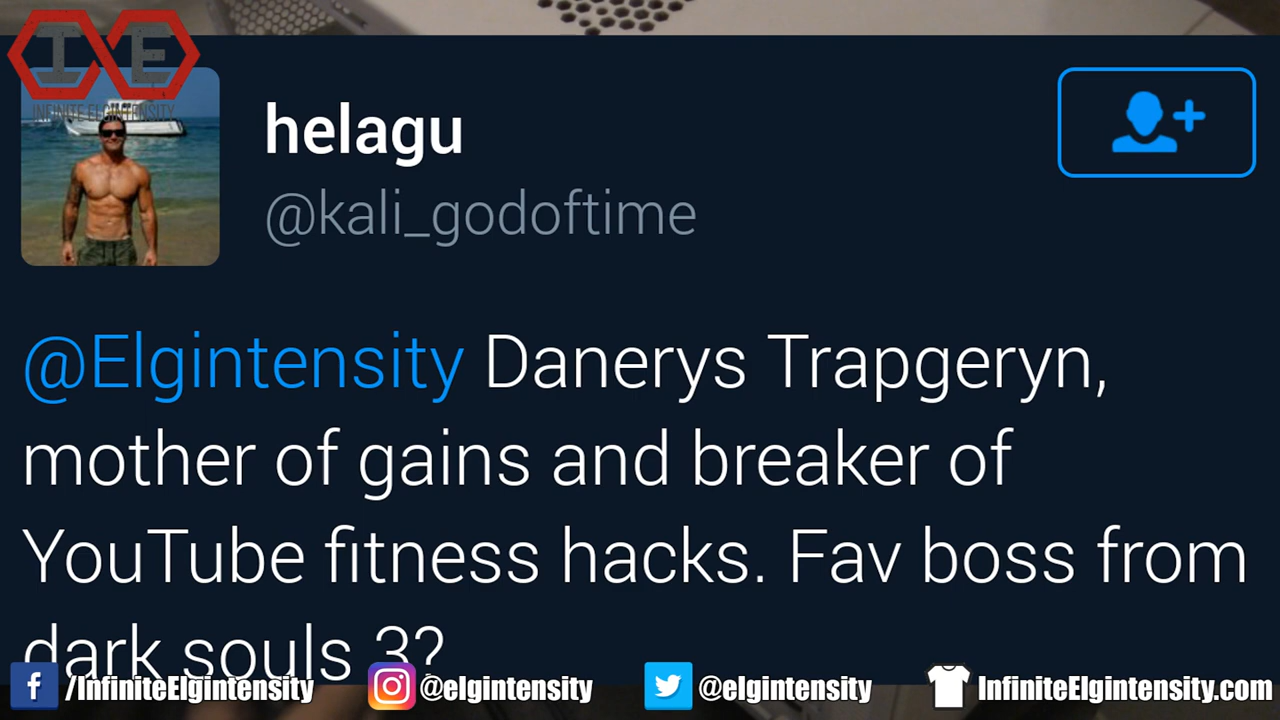 IE
INFINITE ELGINTENSITY
helagu
@kali_godoftime
@Elgintensity Danerys Trapgeryn,
mother of gains and breaker of
YouTube fitness hacks. Fav boss from
dark souls 3?
f /InfiniteElgintensity @elgintensity @elgintensity InfiniteElgintensity.com